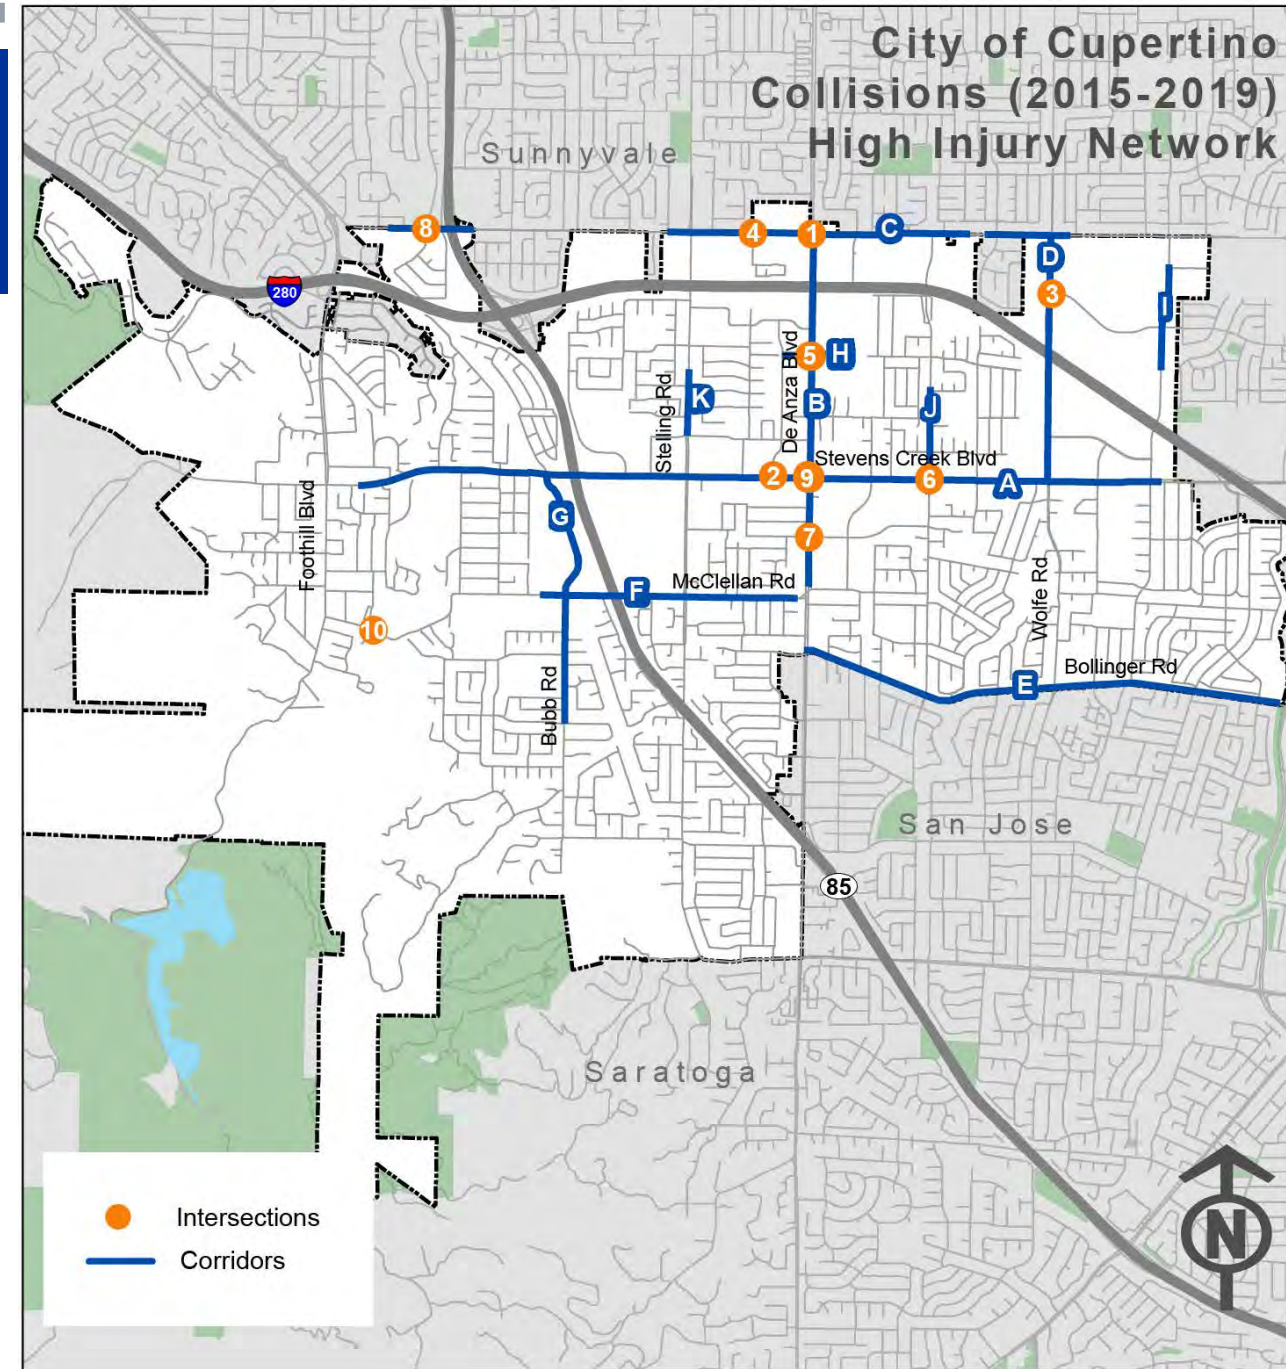 City of Cupertino
Collisions (2015-2019)
High Injury Network
Sunnyvale
8
4
1
C
D
280
3
I
5
H
De Anza Blvd
Stelling Rd
K
B
J
Stevens Creek Blvd
2
9
6
A
Foothill Blvd
G
7
McClellan Rd
F
Wolfe Rd
10
Bubb Rd
Bollinger Rd
E
San Jose
85
Saratoga
Intersections
Corridors
N